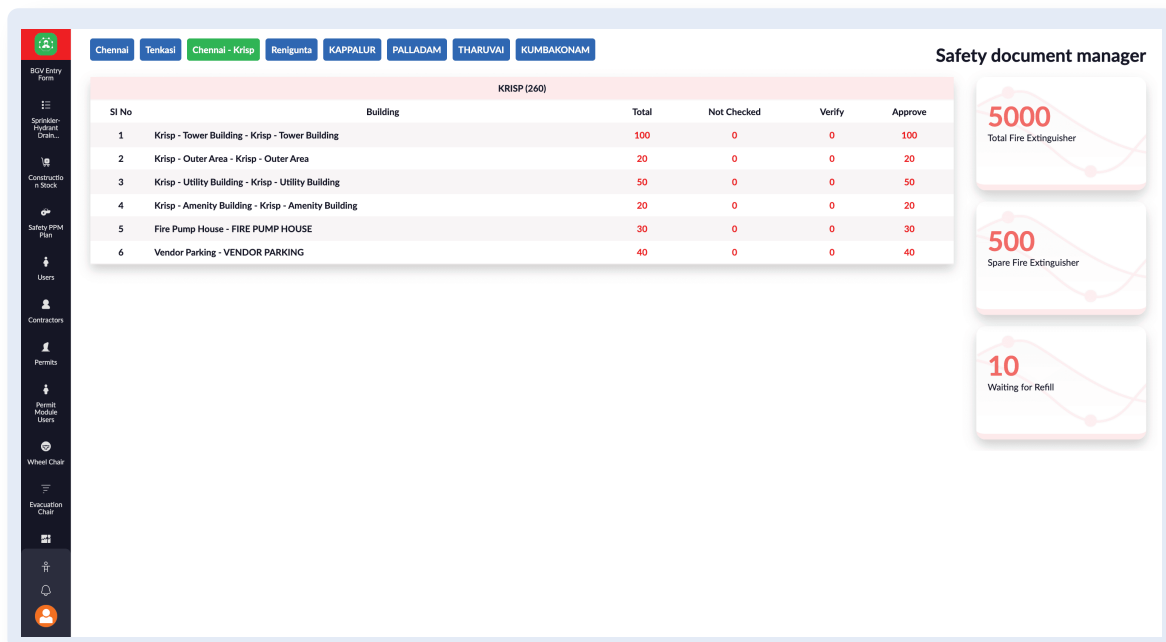 BGV Entry
Form
Sprinkler-
Hydrant
Drain...
Constructio
n Stock
Safety PPM
Plan
Users
Contractors
Permits
Permit
Module
Users
Wheel Chair
Evacuation
Chair
Chennai Tenkasi Chennai - Krisp Renigunta KAPPALUR PALLADAM THARUVAI KUMBAKONAM
Safety document manager
KRISP (260)
Sl No Building Total Not Checked Verify Approve
1 Krisp - Tower Building - Krisp - Tower Building 100 0 0 100
2 Krisp - Outer Area - Krisp - Outer Area 20 0 0 20
3 Krisp - Utility Building - Krisp - Utility Building 50 0 0 50
4 Krisp - Amenity Building - Krisp - Amenity Building 20 0 0 20
5 Fire Pump House - FIRE PUMP HOUSE 30 0 0 30
6 Vendor Parking - VENDOR PARKING 40 0 0 40
5000
Total Fire Extinguisher
500
Spare Fire Extinguisher
10
Waiting for Refill